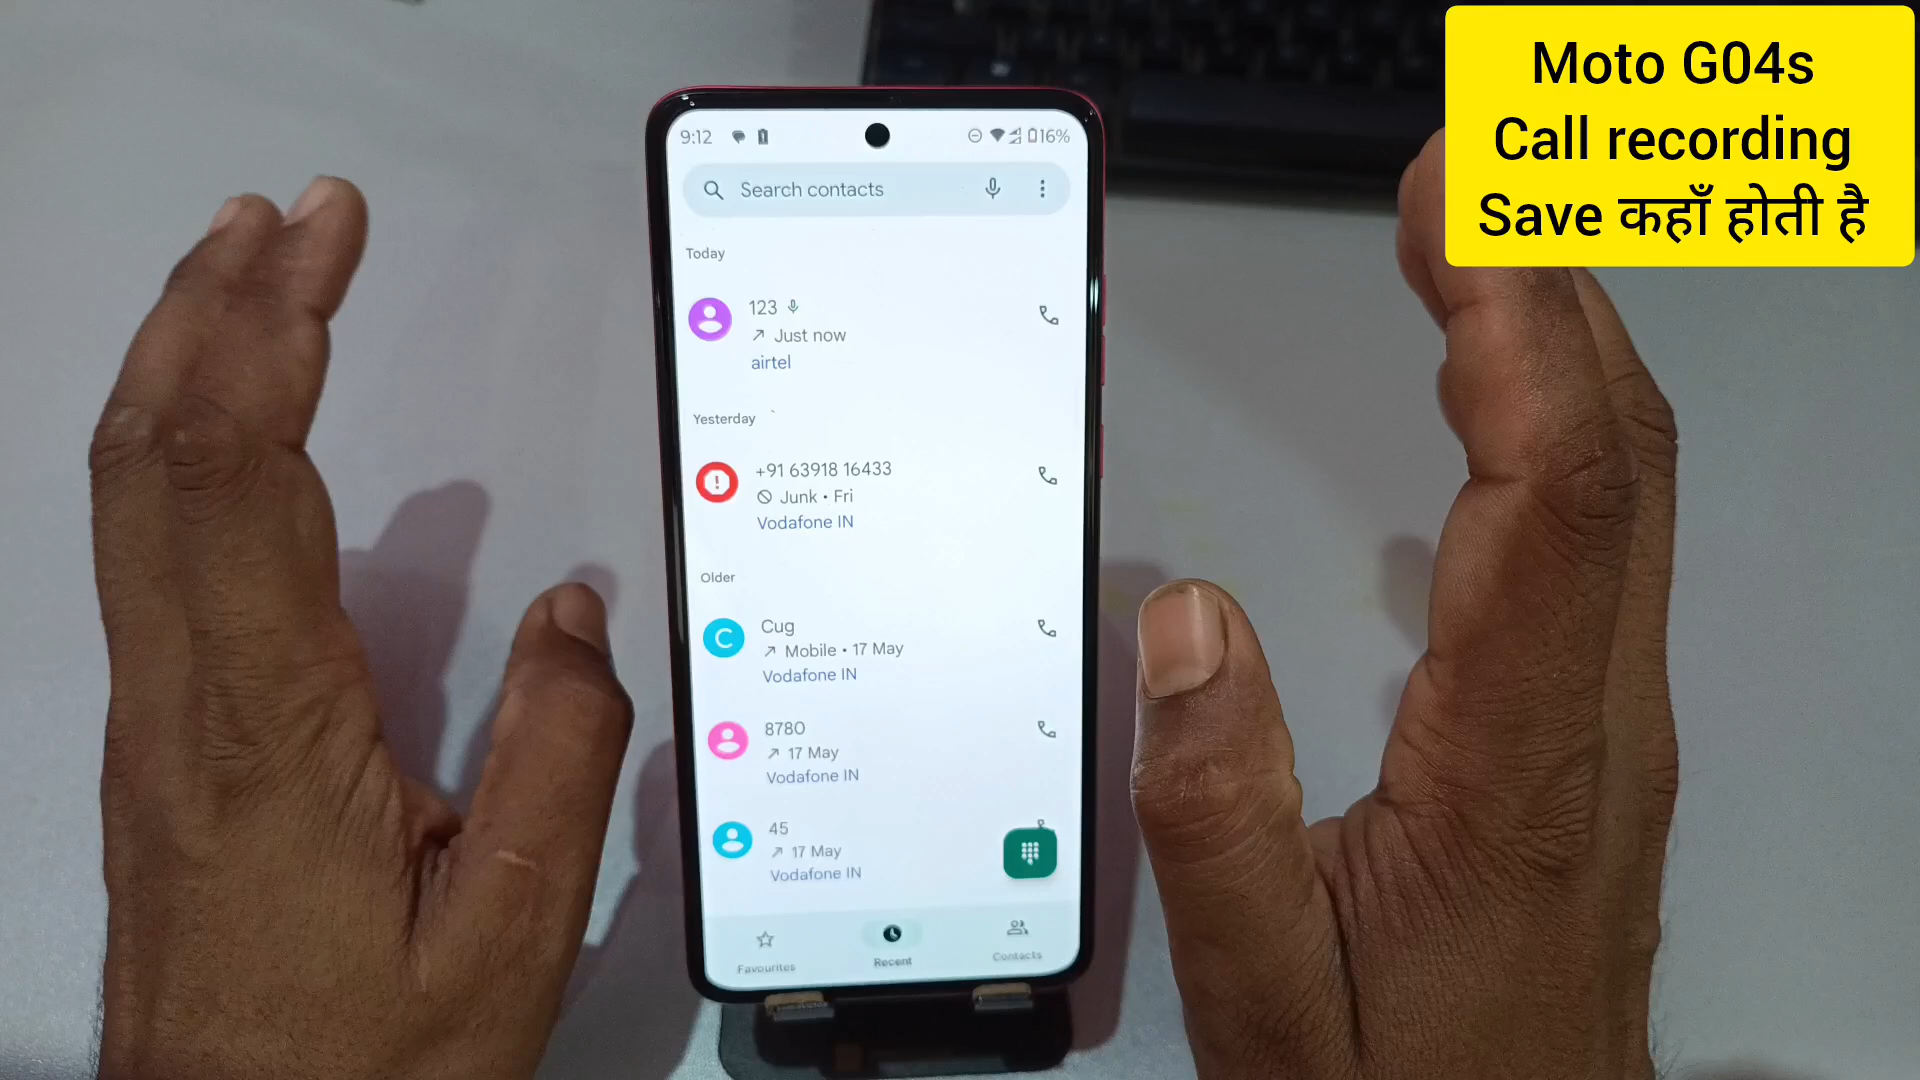 Moto G04s
Call recording
Save कहाँ होती है
9:12
16%
Search contacts
Today
123
Just now
airtel
Yesterday
+91 63918 16433
Junk • Fri
Vodafone IN
Older
Cug
Mobile • 17 May
Vodafone IN
8780
17 May
Vodafone IN
45
17 May
Vodafone IN
Favourites
Recent
Contacts